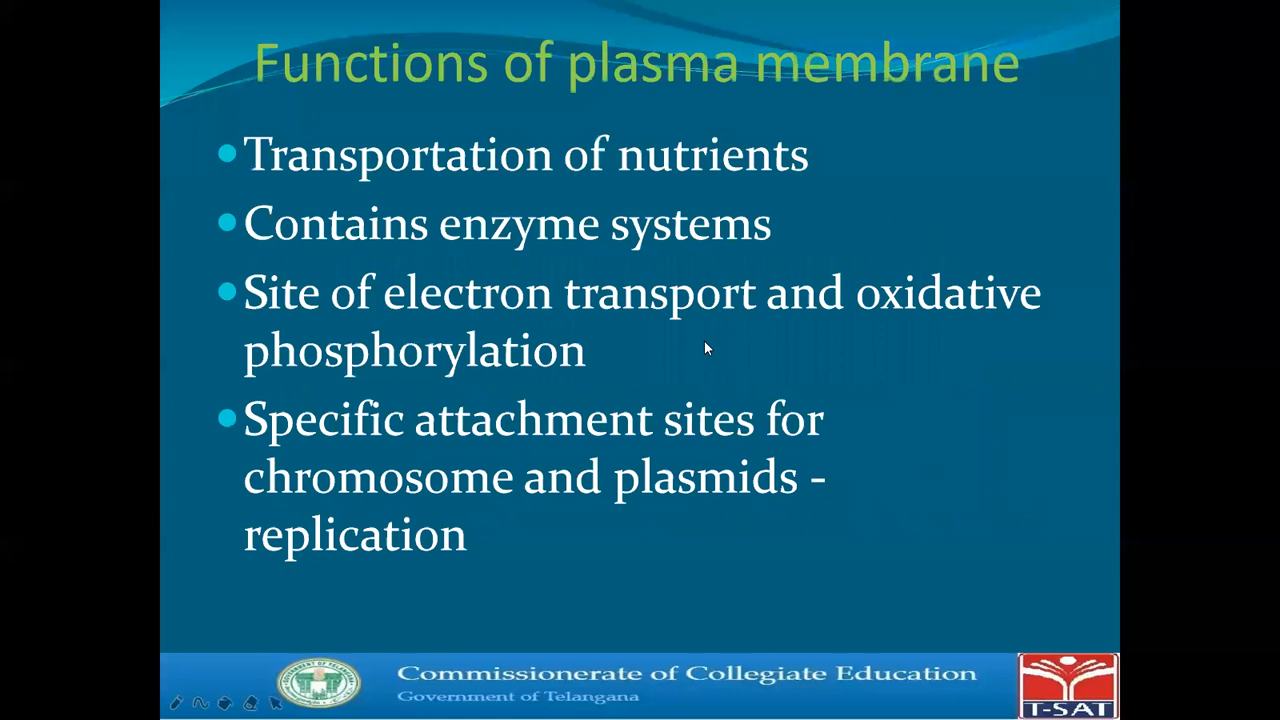 Functions of plasma membrane
Transportation of nutrients
Contains enzyme systems
Site of electron transport and oxidative
phosphorylation
Specific attachment sites for
chromosome and plasmids -
replication
Commissionerate of Collegiate Education
Government of Telangana
T-SAT